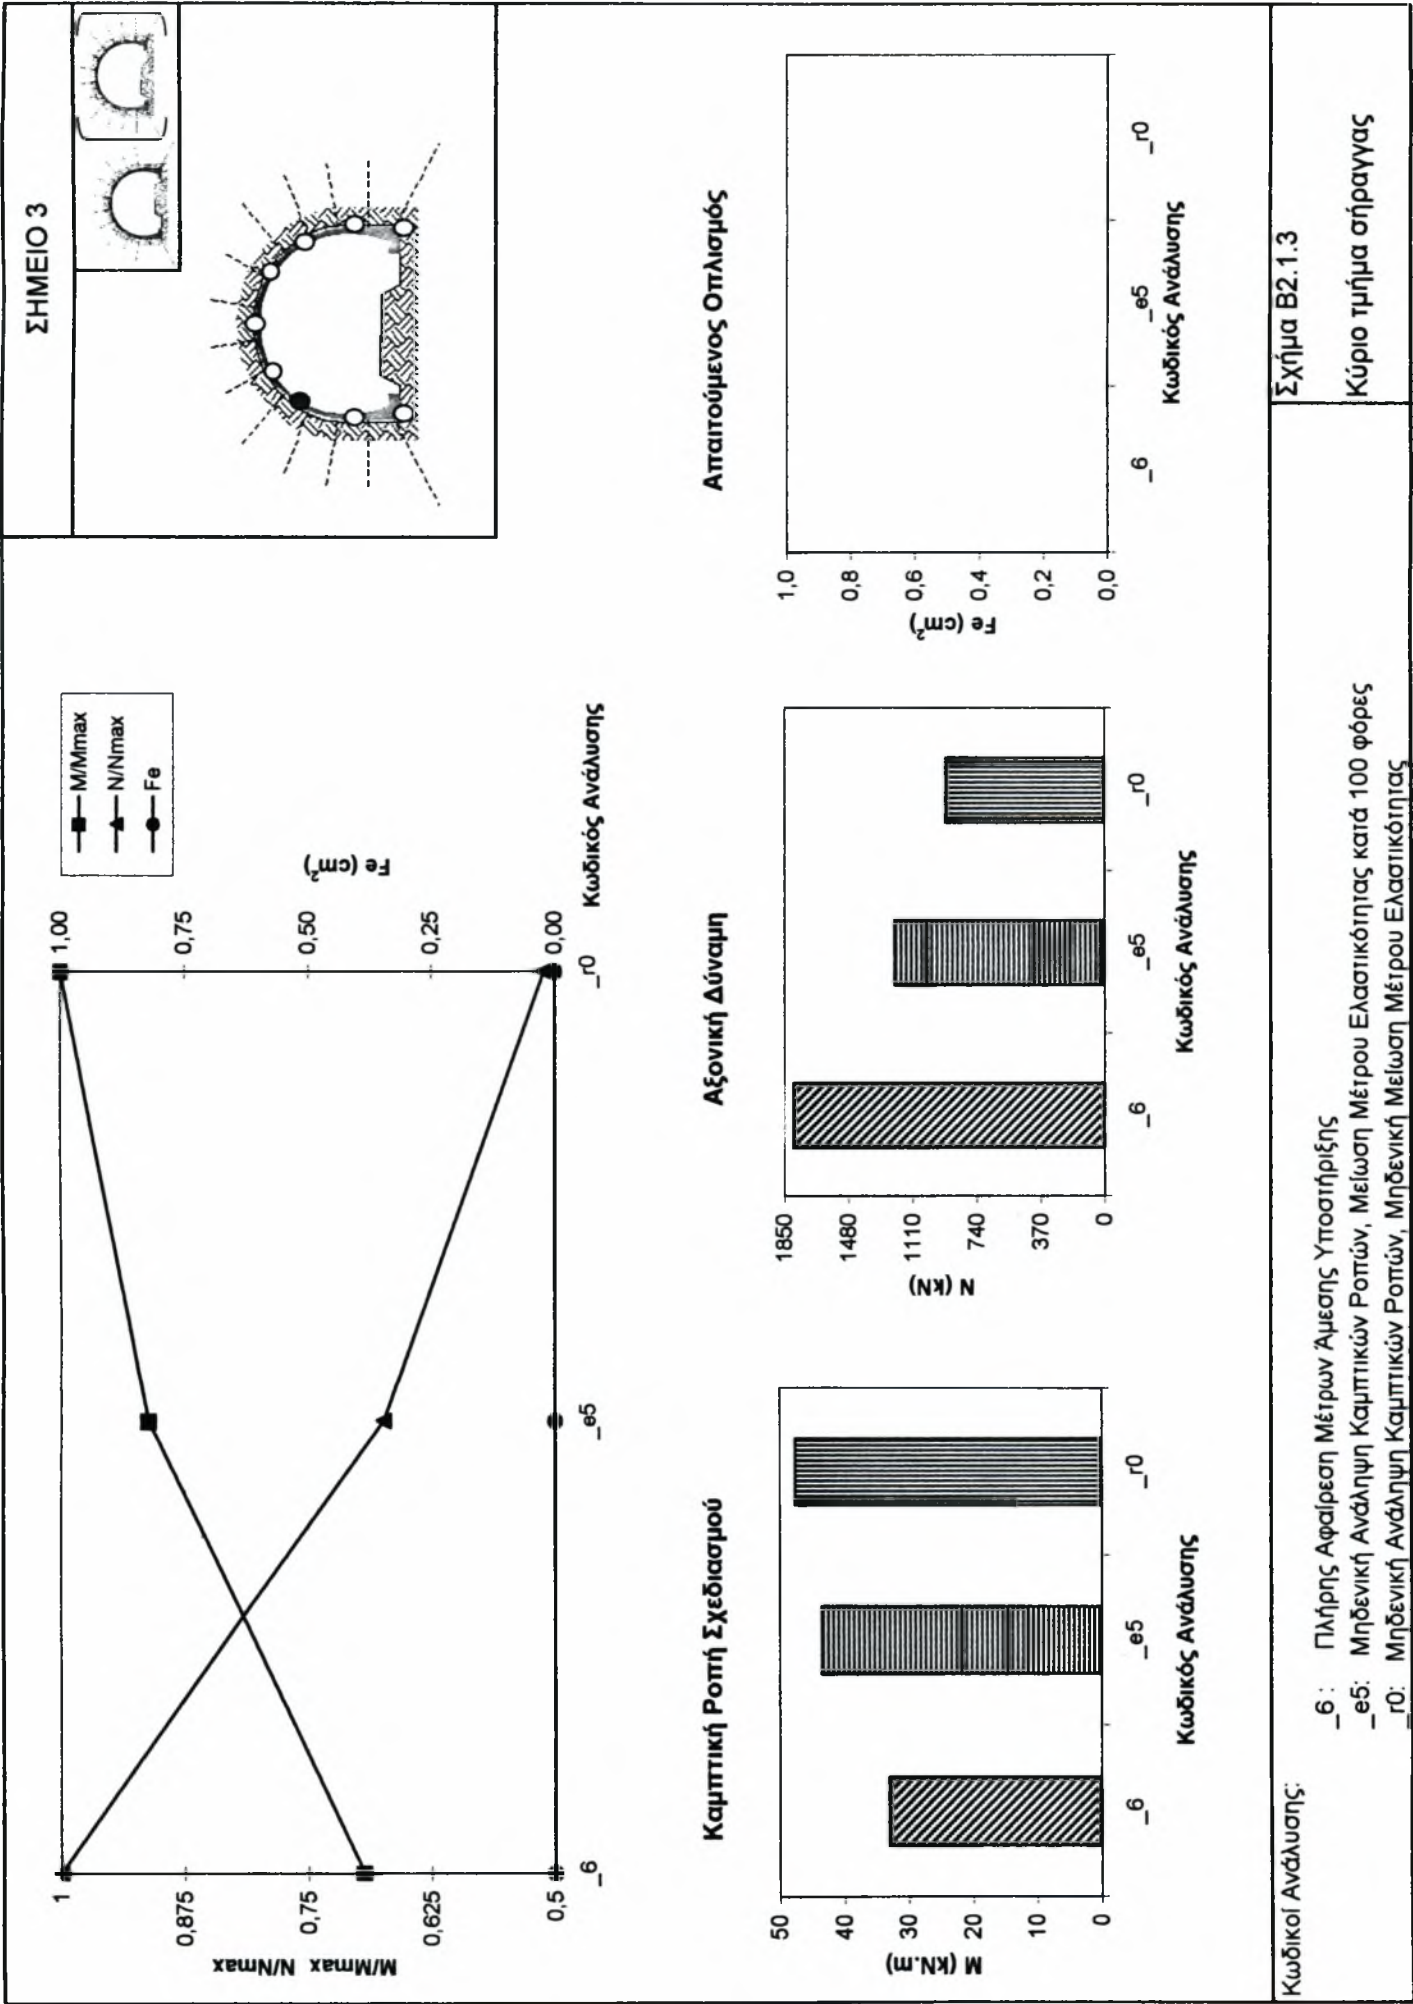 ΣΗΜΕΙΟ 3
M/Mmax
N/Nmax
Fe
M/Mmax N/Nmax
1
0,875
0,75
0,625
0,5
_6
_e5
_r0
Fe (cm²)
1,00
0,75
0,50
0,25
0,00
Κωδικός Ανάλυσης
Καμπτική Ροπή Σχεδιασμού
M (kN.m)
50
40
30
20
10
0
_6
_e5
_r0
Κωδικός Ανάλυσης
Αξονική Δύναμη
N (kN)
1850
1480
1110
740
370
0
_6
_e5
_r0
Κωδικός Ανάλυσης
Απαιτούμενος Οπλισμός
Fe (cm²)
1,0
0,8
0,6
0,4
0,2
0,0
_6
_e5
_r0
Κωδικός Ανάλυσης
Κωδικοί Ανάλυσης:
_6 : Πλήρης Αφαίρεση Μέτρων Άμεσης Υποστήριξης
_e5: Μηδενική Ανάληψη Καμπτικών Ροπών, Μείωση Μέτρου Ελαστικότητας κατά 100 φόρες
_r0: Μηδενική Ανάληψη Καμπτικών Ροπών, Μηδενική Μείωση Μέτρου Ελαστικότητας
Σχήμα Β2.1.3
Κύριο τμήμα σήραγγας